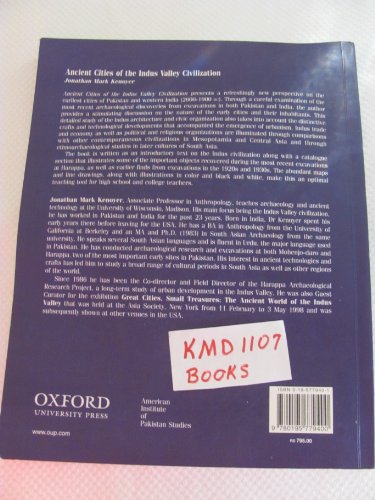 Ancient Cities of the Indus Valley Civilization
Jonathan Mark Kenoyer
Ancient Cities of the Indus Valley Civilization presents a refreshingly new perspective on the
earliest cities of Pakistan and western India (2600-1900 BC). Through a careful examination of the
most recent archaeological discoveries from excavations in both Pakistan and India, the author
provides a stimulating discussion on the nature of the early cities and their inhabitants. This
detailed study of the Indus architecture and civic organization also takes into account the distinctive
crafts and technological developments that accompanied the emergence of urbanism. Indus trade
and economy as well as political and religious organizations are illuminated through comparisons
with other contemporaneous civilizations in Mesopotamia and Central Asia and through
ethnoarchaeological studies in later cultures of South Asia.
The book is written as an introductory text on the Indus civilization along with a catalogue
section that illustrates some of the important objects recovered during the most recent excavations
at Harappa, as well as earlier finds from excavations in the 1920s and 1930s. The abundant maps
and line drawings, along with illustrations in color and black and white, make this an optimal
teaching tool for high school and college teachers.
Jonathan Mark Kenoyer, Associate Professor in Anthropology, teaches archaeology and ancient
technology at the University of Wisconsin, Madison. His main focus being the Indus Valley civilization,
he has worked in Pakistan and India for the past 23 years. Born in India, Dr Kenoyer spent his
early years there before leaving for the USA. He has a BA in Anthropology from the University of
California at Berkeley and an MA and Ph.D. (1983) in South Asian Archaeology from the same
university. He speaks several South Asian languages and is fluent in Urdu, the major language used
in Pakistan. He has conducted archaeological research and excavations at both Mohenjo-daro and
Harappa, two of the most important early sites in Pakistan. His interest in ancient technologies and
crafts has led him to study a broad range of cultural periods in South Asia as well as other regions
of the world.
Since 1986 he has been the Co-director and Field Director of the Harappa Archaeological
Research Project, a long-term study of urban development in the Indus Valley. He was also Guest
Curator for the exhibition Great Cities, Small Treasures: The Ancient World of the Indus
Valley that was held at the Asia Society, New York from 11 February to 3 May 1998 and was
subsequently shown at other venues in the USA.
KMD 1107
BOOKS
OXFORD
UNIVERSITY PRESS
www.oup.com
American
Institute
of
Pakistan Studies
ISBN 0-19-577940-1
9 780195 779400
RS 795.00